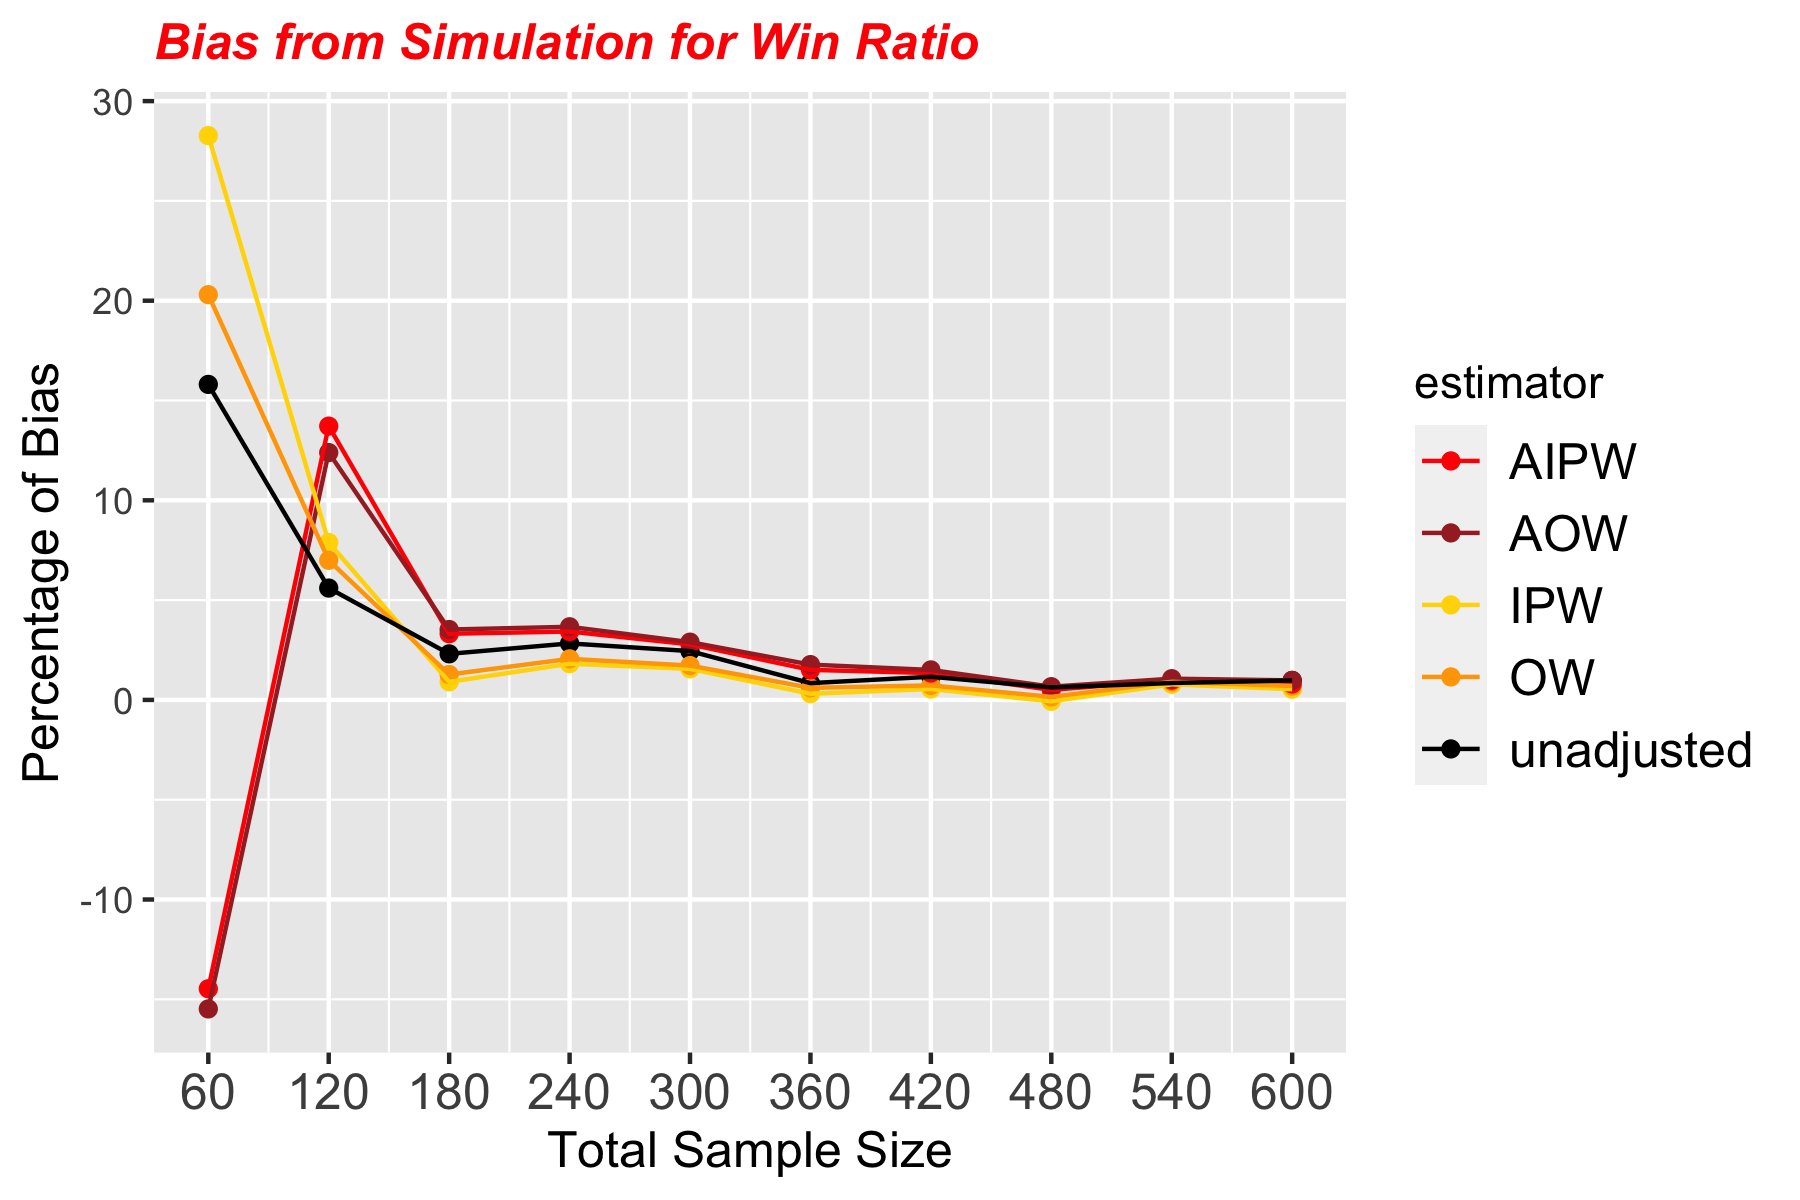 Bias from Simulation for Win Ratio
30
20
10
0
-10
Percentage of Bias
60 120 180 240 300 360 420 480 540 600
Total Sample Size
estimator
AIPW
AOW
IPW
OW
unadjusted